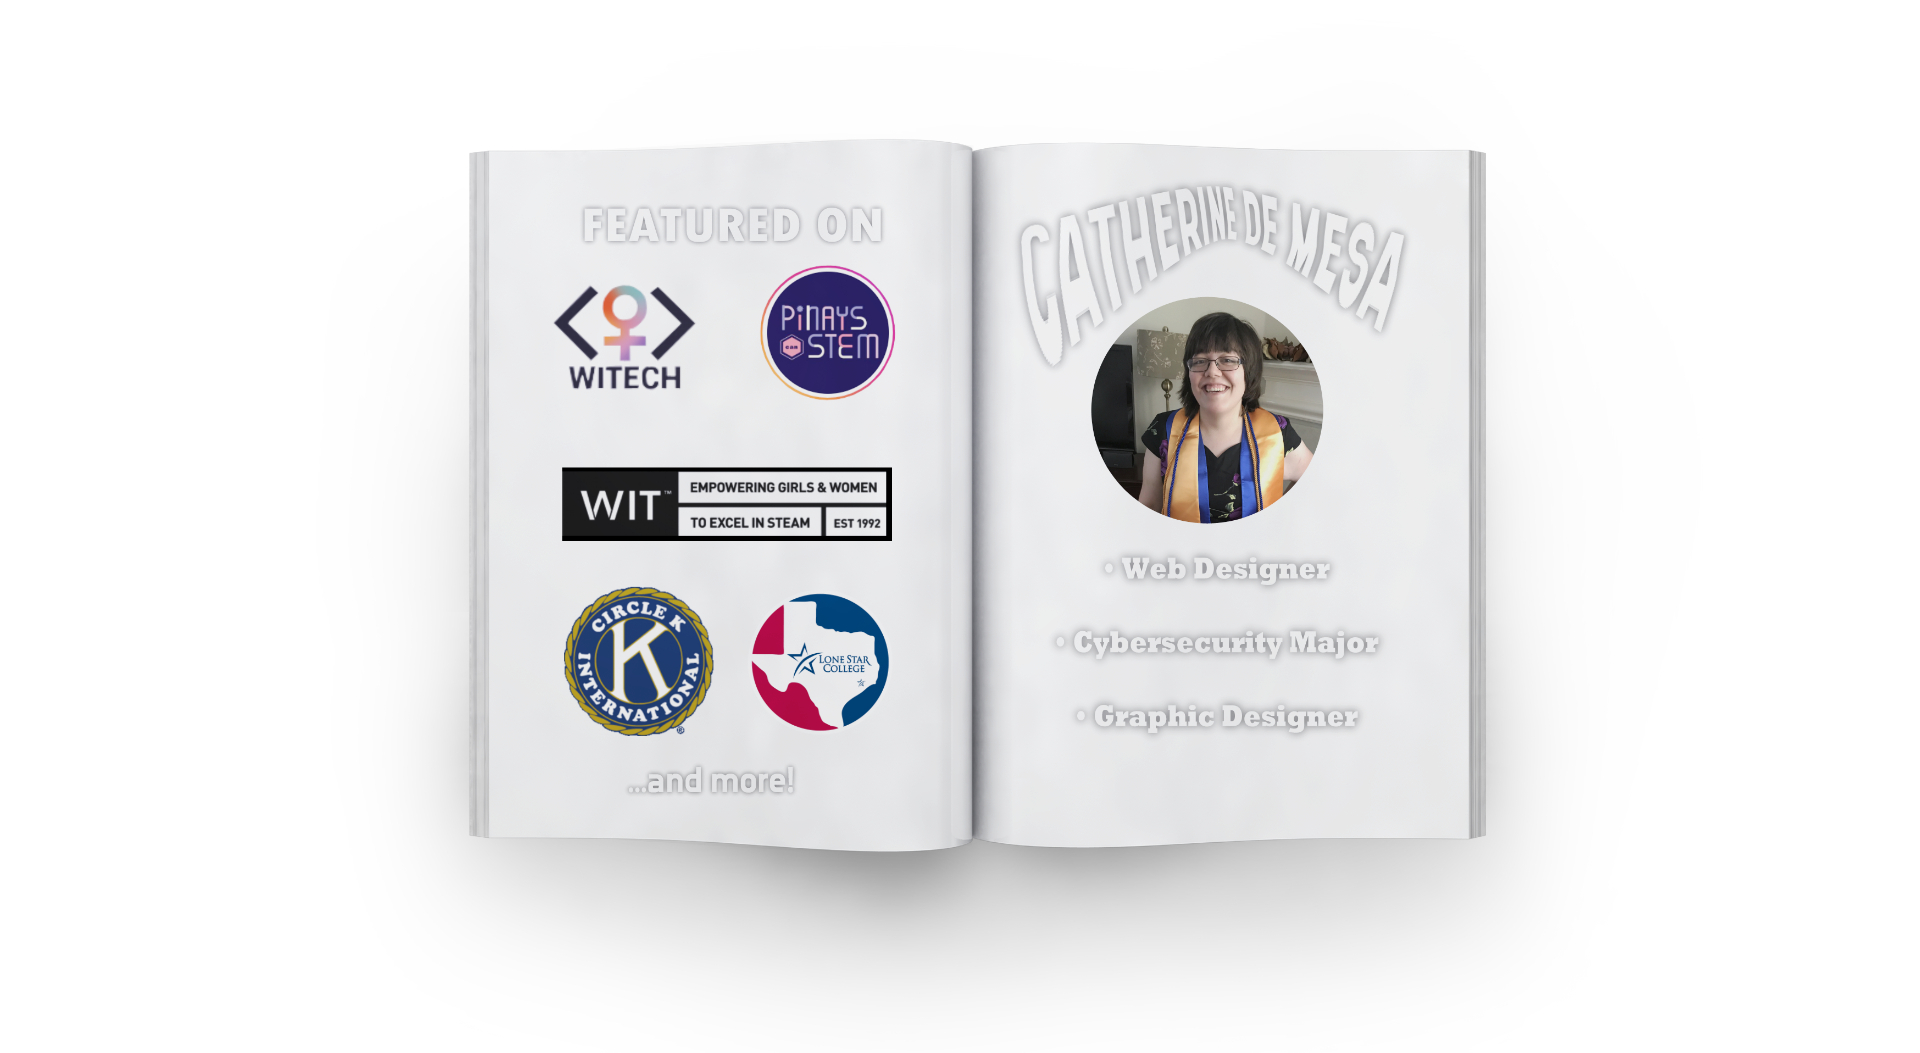 FEATURED ON
WITECH
PiNAYS
STEM
WIT™
EMPOWERING GIRLS & WOMEN
TO EXCEL IN STEAM
EST 1992
CIRCLE K
INTERNATIONAL
®
LONE STAR
COLLEGE
...and more!
CATHERINE DE MESA
• Web Designer
• Cybersecurity Major
• Graphic Designer